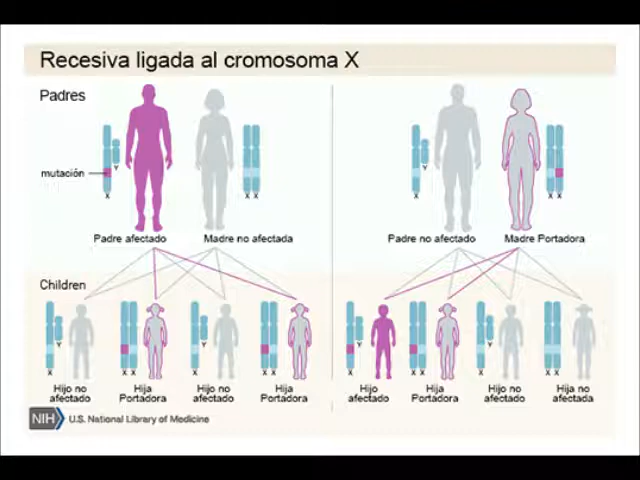 Recesiva ligada al cromosoma X
Padres
mutación
Y
X
X X
Y
X
X X
Padre afectado
Madre no afectada
Padre no afectado
Madre Portadora
Children
Y
X
X X
Y
X
X X
Y
X
X X
Y
X
X X
Hijo no
afectado
Hija
Portadora
Hijo no
afectado
Hija
Portadora
Hijo
afectado
Hija
Portadora
Hijo no
afectado
Hija no
afectada
NIH U.S. National Library of Medicine